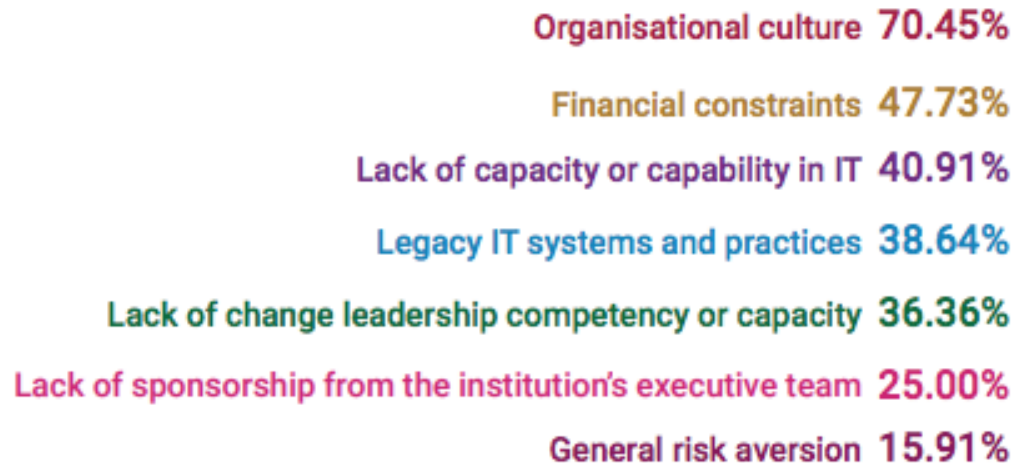 Organisational culture 70.45%
Financial constraints 47.73%
Lack of capacity or capability in IT 40.91%
Legacy IT systems and practices 38.64%
Lack of change leadership competency or capacity 36.36%
Lack of sponsorship from the institution’s executive team 25.00%
General risk aversion 15.91%